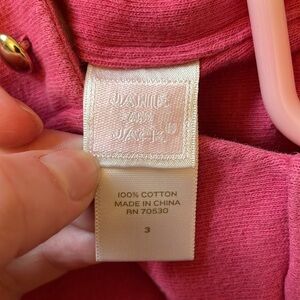 JANIE
AND
JACK
100% COTTON
MADE IN CHINA
RN 70530
3